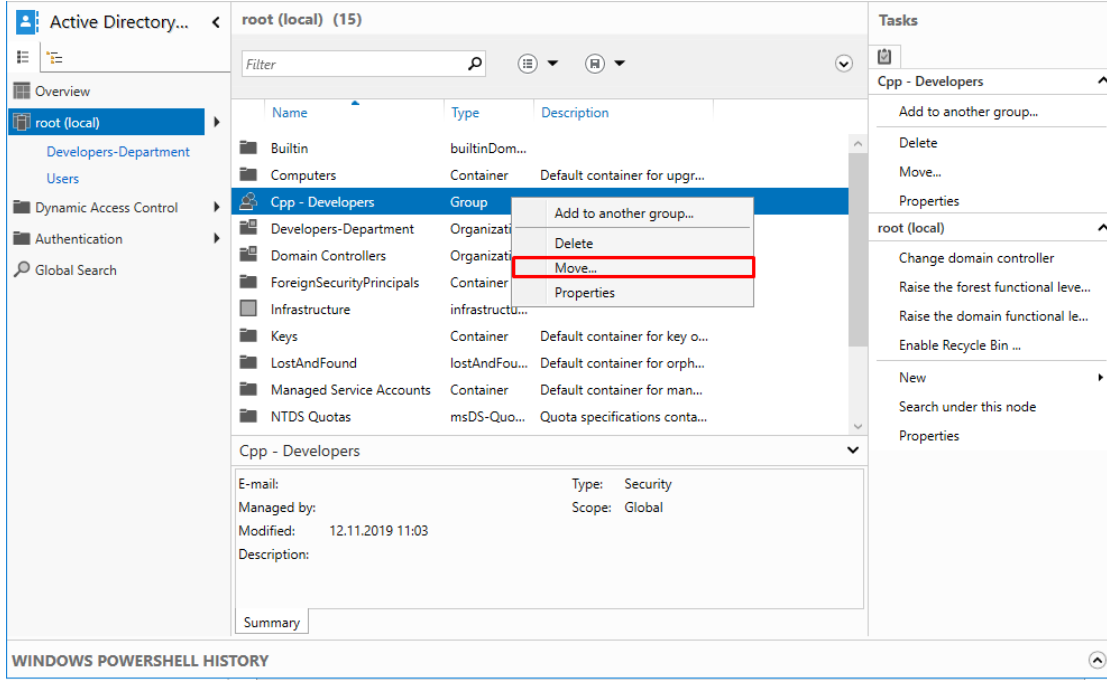 Active Directory...
root (local) (15)
Tasks
Filter
Overview
root (local)
Developers-Department
Users
Dynamic Access Control
Authentication
Global Search
Name Type Description
Builtin builtinDom...
Computers Container Default container for upgr...
Cpp - Developers Group
Developers-Department Organizati
Domain Controllers Organizati
ForeignSecurityPrincipals Container
Infrastructure infrastructu...
Keys Container Default container for key o...
LostAndFound lostAndFou... Default container for orph...
Managed Service Accounts Container Default container for man...
NTDS Quotas msDS-Quo... Quota specifications conta...
Add to another group...
Delete
Move...
Properties
Cpp - Developers
E-mail: Type: Security
Managed by: Scope: Global
Modified: 12.11.2019 11:03
Description:
Summary
Cpp - Developers
Add to another group...
Delete
Move...
Properties
root (local)
Change domain controller
Raise the forest functional leve...
Raise the domain functional le...
Enable Recycle Bin ...
New
Search under this node
Properties
WINDOWS POWERSHELL HISTORY